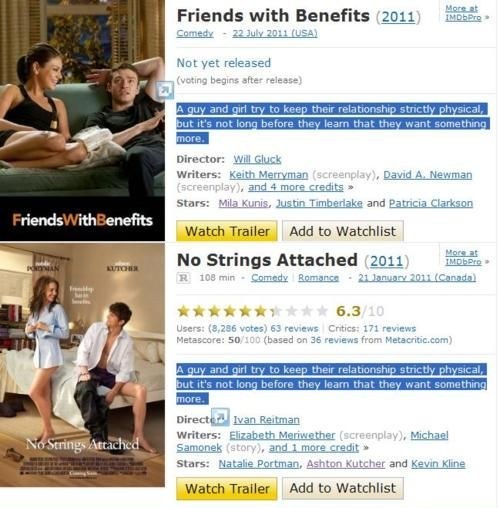 Friends with Benefits (2011)
More at
IMDbPro »
Comedy - 22 July 2011 (USA)
Not yet released
(voting begins after release)
A guy and girl try to keep their relationship strictly physical,
but it's not long before they learn that they want something
more.
Director: Will Gluck
Writers: Keith Merryman (screenplay), David A. Newman
(screenplay), and 4 more credits »
Stars: Mila Kunis, Justin Timberlake and Patricia Clarkson
FriendsWithBenefits
Watch Trailer Add to Watchlist
No Strings Attached (2011)
More at
IMDbPro »
R 108 min - Comedy | Romance - 21 January 2011 (Canada)
6.3/10
Users: (8,286 votes) 63 reviews | Critics: 171 reviews
Metascore: 50/100 (based on 36 reviews from Metacritic.com)
A guy and girl try to keep their relationship strictly physical,
but it's not long before they learn that they want something
more.
Ivan Reitman
Writers: Elizabeth Meriwether (screenplay), Michael
Samonek (story), and 1 more credit »
Stars: Natalie Portman, Ashton Kutcher and Kevin Kline
Watch Trailer Add to Watchlist
natalie
PORTMAN
ashton
KUTCHER
Friendship
has its
benefits.
No Strings Attached